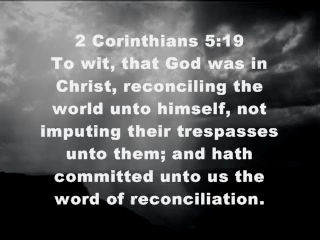 2 Corinthians 5:19
To wit, that God was in
Christ, reconciling the
world unto himself, not
imputing their trespasses
unto them; and hath
committed unto us the
word of reconciliation.